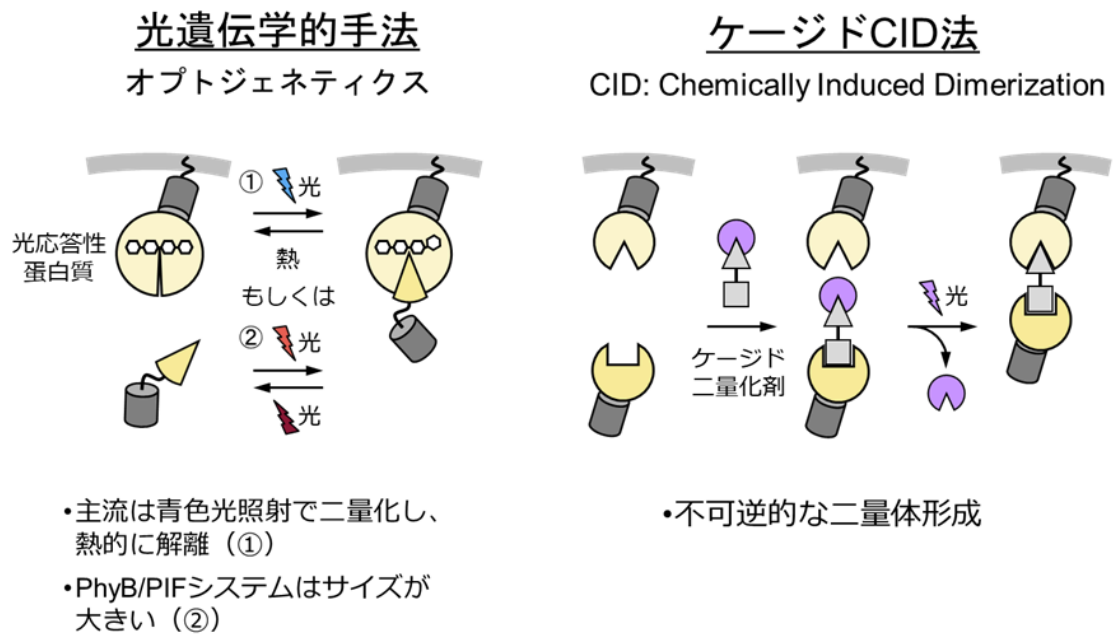 光遺伝学的手法
オプトジェネティクス
光応答性
蛋白質
① 光
熱
もしくは
② 光
光
•主流は青色光照射で二量化し、
熱的に解離（①）
•PhyB/PIFシステムはサイズが
大きい（②）
ケージドCID法
CID: Chemically Induced Dimerization
ケージド
二量化剤
光
•不可逆的な二量体形成